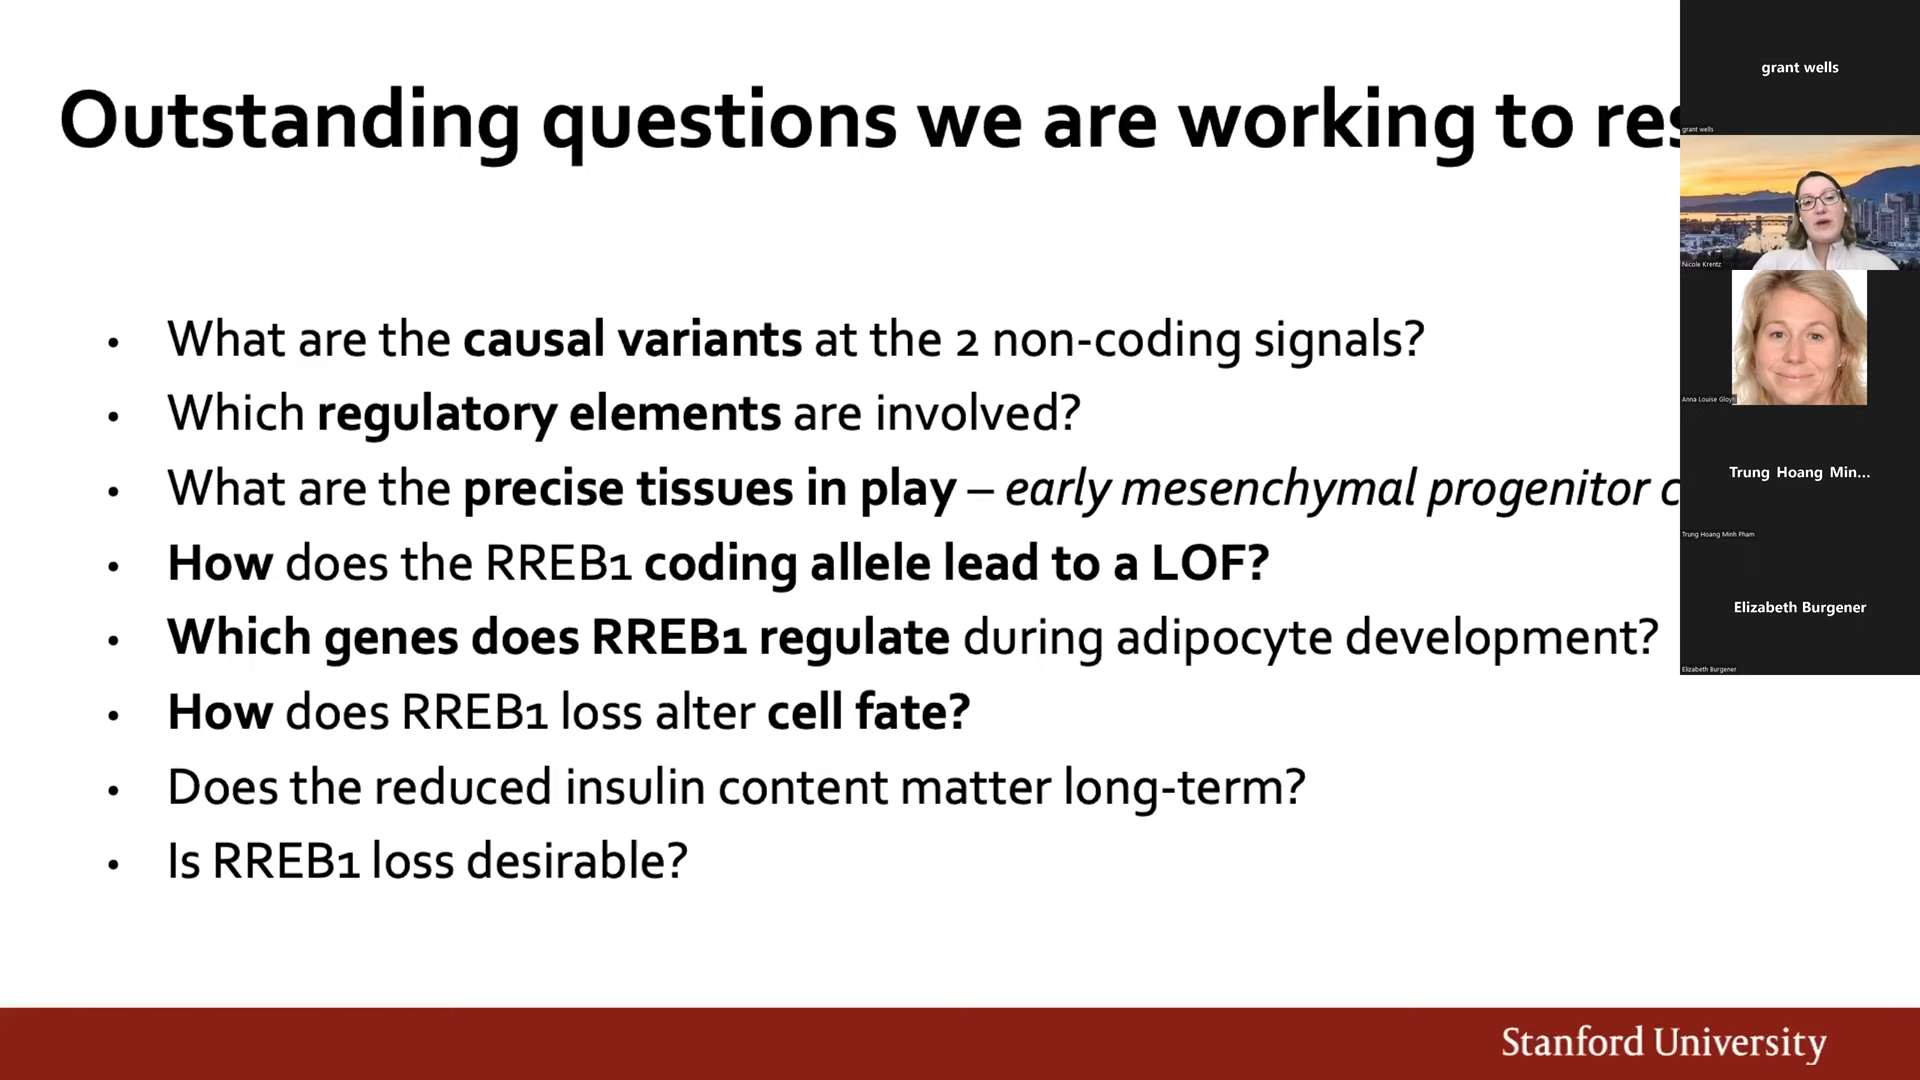 Outstanding questions we are working to res
• What are the causal variants at the 2 non-coding signals?
• Which regulatory elements are involved?
• What are the precise tissues in play – early mesenchymal progenitor c
• How does the RREB1 coding allele lead to a LOF?
• Which genes does RREB1 regulate during adipocyte development?
• How does RREB1 loss alter cell fate?
• Does the reduced insulin content matter long-term?
• Is RREB1 loss desirable?
Stanford University
grant wells
grant wells
Nicole Krentz
Anna Louise Gloyn
Trung Hoang Min...
Trung Hoang Minh Pham
Elizabeth Burgener
Elizabeth Burgener